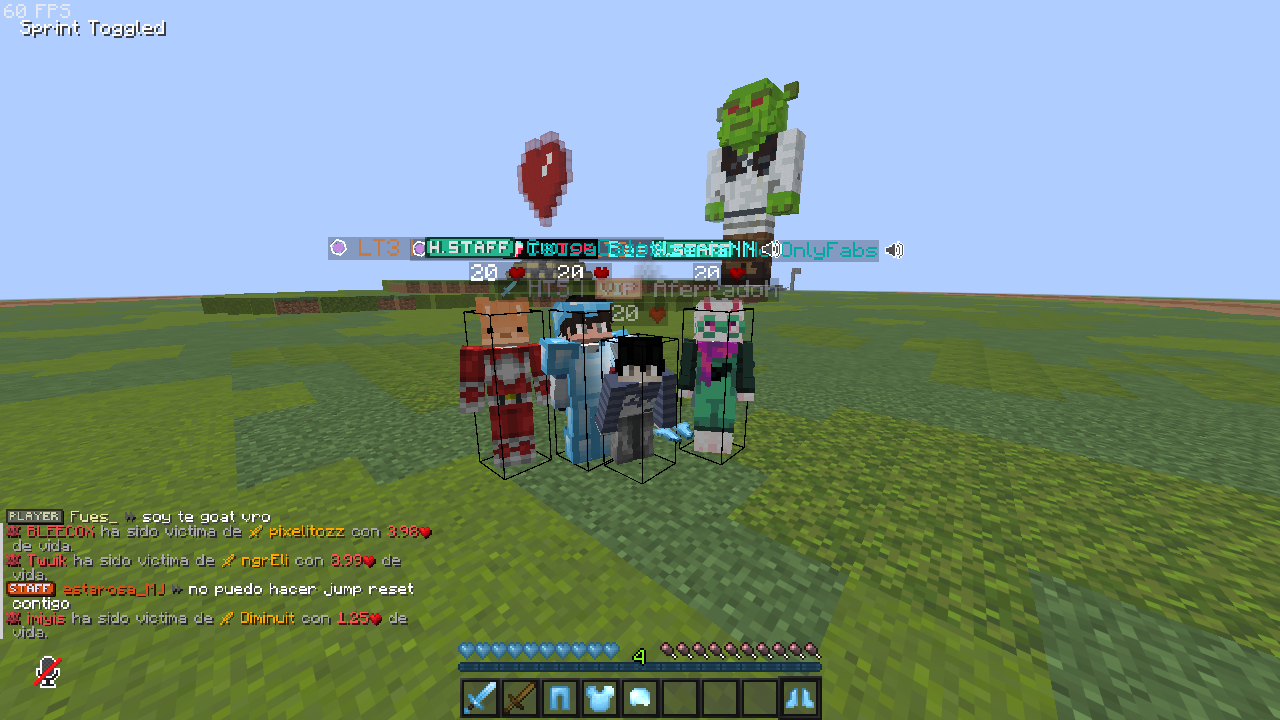 60 FPS
Sprint Toggled
LT3 H.STAFF OnlyFabs
20 20 20
HT3 | VIP Aferradom
20
PLAYER Fues_ » soy te goat vro
BLEECOX ha sido victima de pixelitozz con 3.98
de vida.
Tuuik ha sido victima de ngrEli con 3.99 de
vida.
STAFF estarosa_MJ » no puedo hacer jump reset
contigo
imjgis ha sido victima de Diminuit con 1.25 de
vida.
4